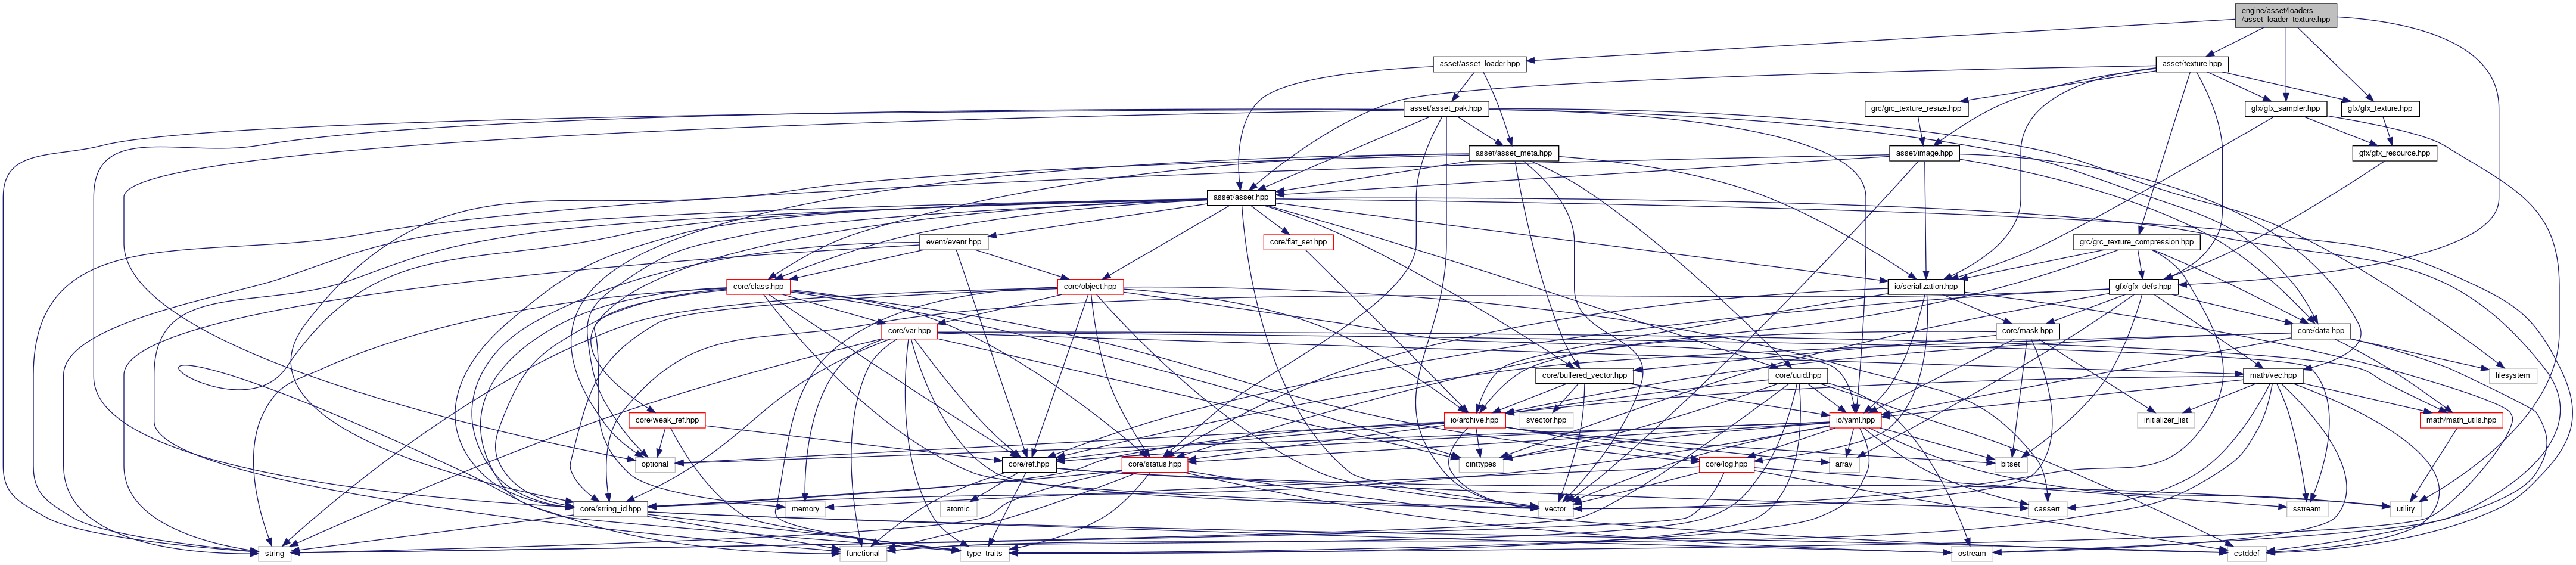 engine/asset/loaders
/asset_loader_texture.hpp
asset/asset_loader.hpp
asset/texture.hpp
asset/asset_pak.hpp
grc/grc_texture_resize.hpp
gfx/gfx_sampler.hpp
gfx/gfx_texture.hpp
asset/asset_meta.hpp
asset/image.hpp
gfx/gfx_resource.hpp
asset/asset.hpp
event/event.hpp
core/flat_set.hpp
grc/grc_texture_compression.hpp
core/class.hpp
core/object.hpp
io/serialization.hpp
gfx/gfx_defs.hpp
core/var.hpp
core/mask.hpp
core/data.hpp
core/buffered_vector.hpp
core/uuid.hpp
math/vec.hpp
filesystem
core/weak_ref.hpp
io/archive.hpp
svector.hpp
io/yaml.hpp
initializer_list
math/math_utils.hpp
optional
core/ref.hpp
core/status.hpp
cinttypes
core/log.hpp
array
bitset
core/string_id.hpp
memory
atomic
vector
cassert
sstream
utility
string
functional
type_traits
ostream
cstddef